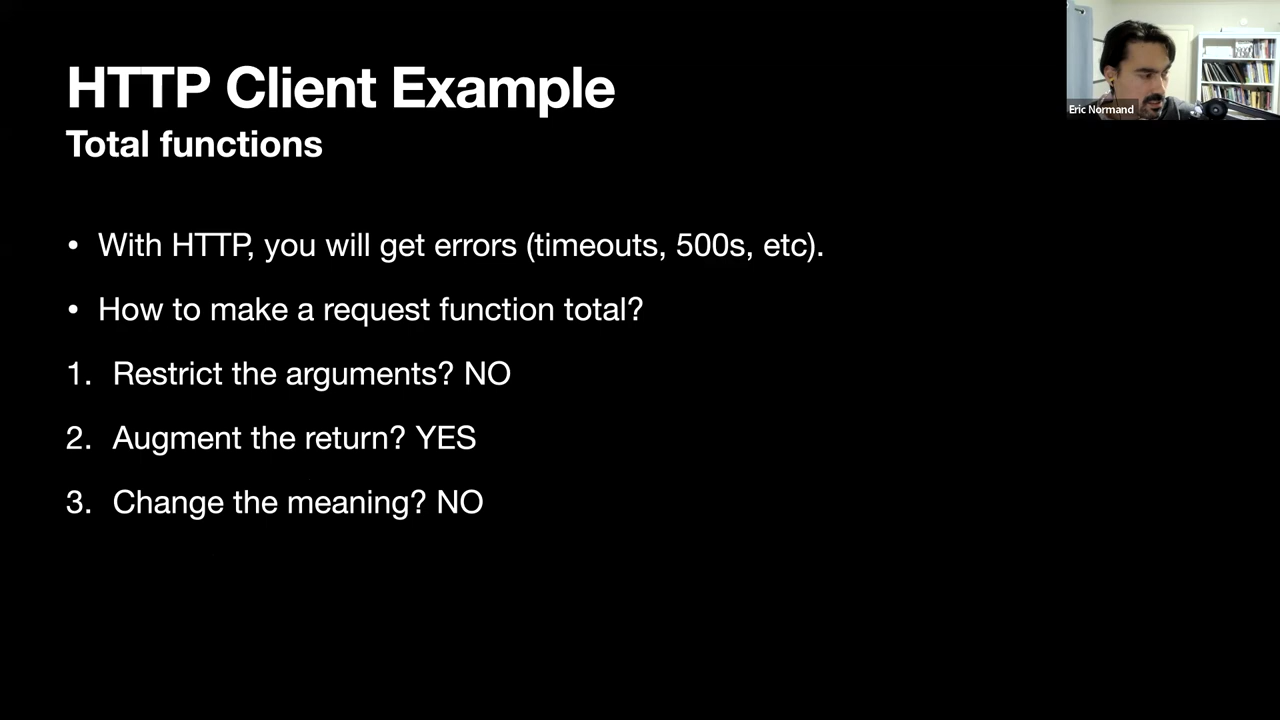 HTTP Client Example
Total functions
• With HTTP, you will get errors (timeouts, 500s, etc).
• How to make a request function total?
1. Restrict the arguments? NO
2. Augment the return? YES
3. Change the meaning? NO
Eric Normand